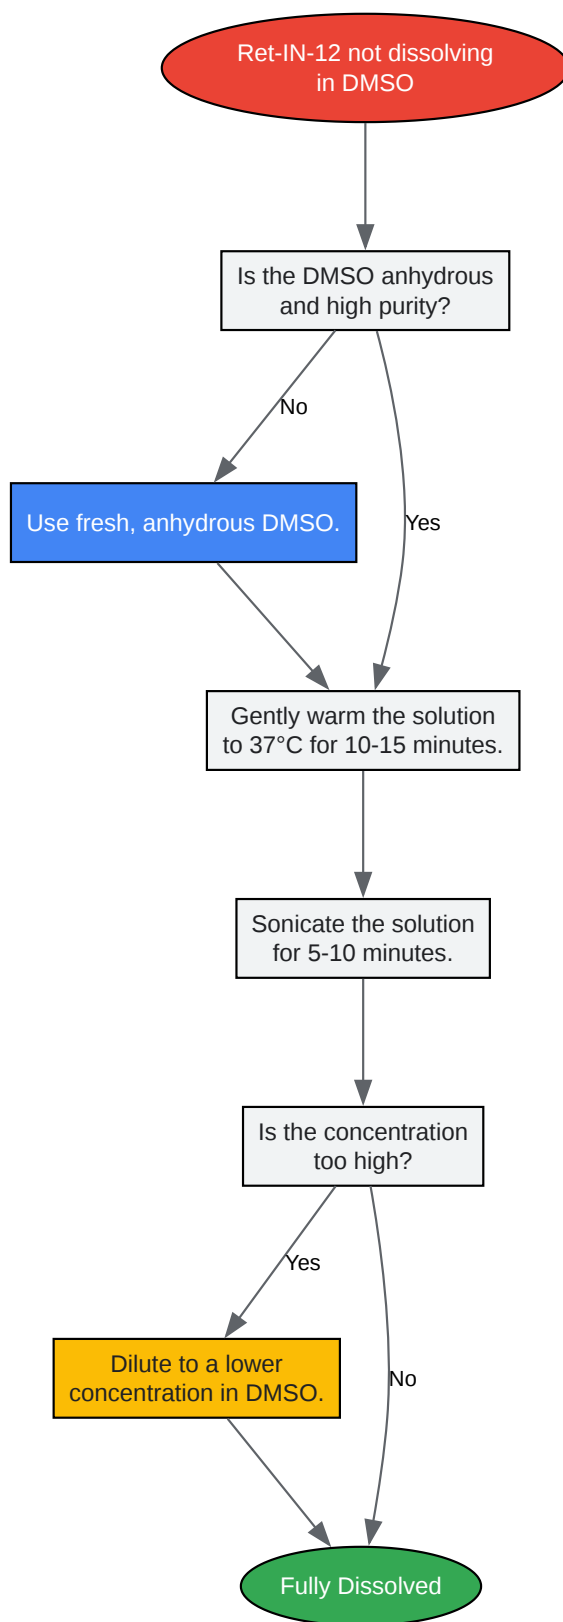 Ret-IN-12 not dissolving
in DMSO
Is the DMSO anhydrous
and high purity?
No
Use fresh, anhydrous DMSO.
Yes
Gently warm the solution
to 37°C for 10-15 minutes.
Sonicate the solution
for 5-10 minutes.
Is the concentration
too high?
Yes
Dilute to a lower
concentration in DMSO.
No
Fully Dissolved